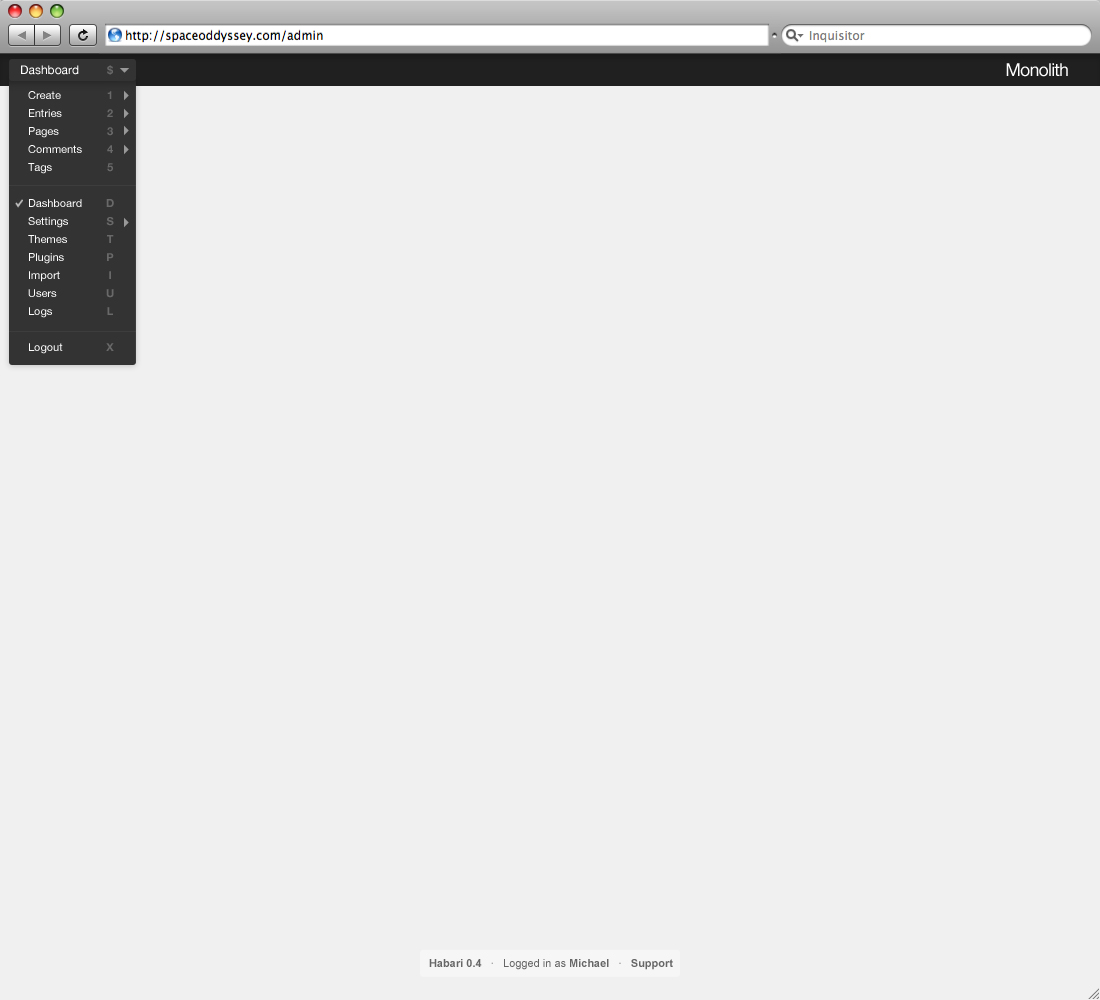 http://spaceoddyssey.com/admin Inquisitor
Dashboard $ Monolith
Create 1
Entries 2
Pages 3
Comments 4
Tags 5
✓ Dashboard D
Settings S
Themes T
Plugins P
Import I
Users U
Logs L
Logout X
Habari 0.4 · Logged in as Michael · Support